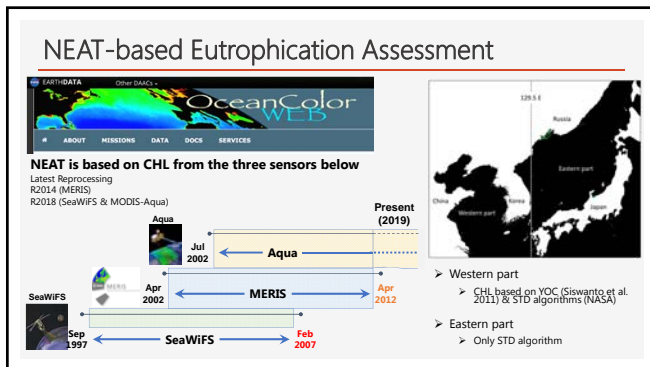 NEAT-based Eutrophication Assessment
EARTHDATA Other DAACs
OceanColor
WEB
ABOUT MISSIONS DATA DOCS SERVICES
NEAT is based on CHL from the three sensors below
Latest Reprocessing
R2014 (MERIS)
R2018 (SeaWiFS & MODIS-Aqua)
Present
(2019)
Aqua
Jul
2002
Aqua
MERIS
Apr
2002
MERIS
Apr
2012
SeaWiFS
Sep
1997
SeaWiFS
Feb
2007
129.5 E
Russia
Eastern part
China
Korea
Japan
Western part
➢ Western part
➢ CHL based on YOC (Siswanto et al.
2011) & STD algorithms (NASA)
➢ Eastern part
➢ Only STD algorithm